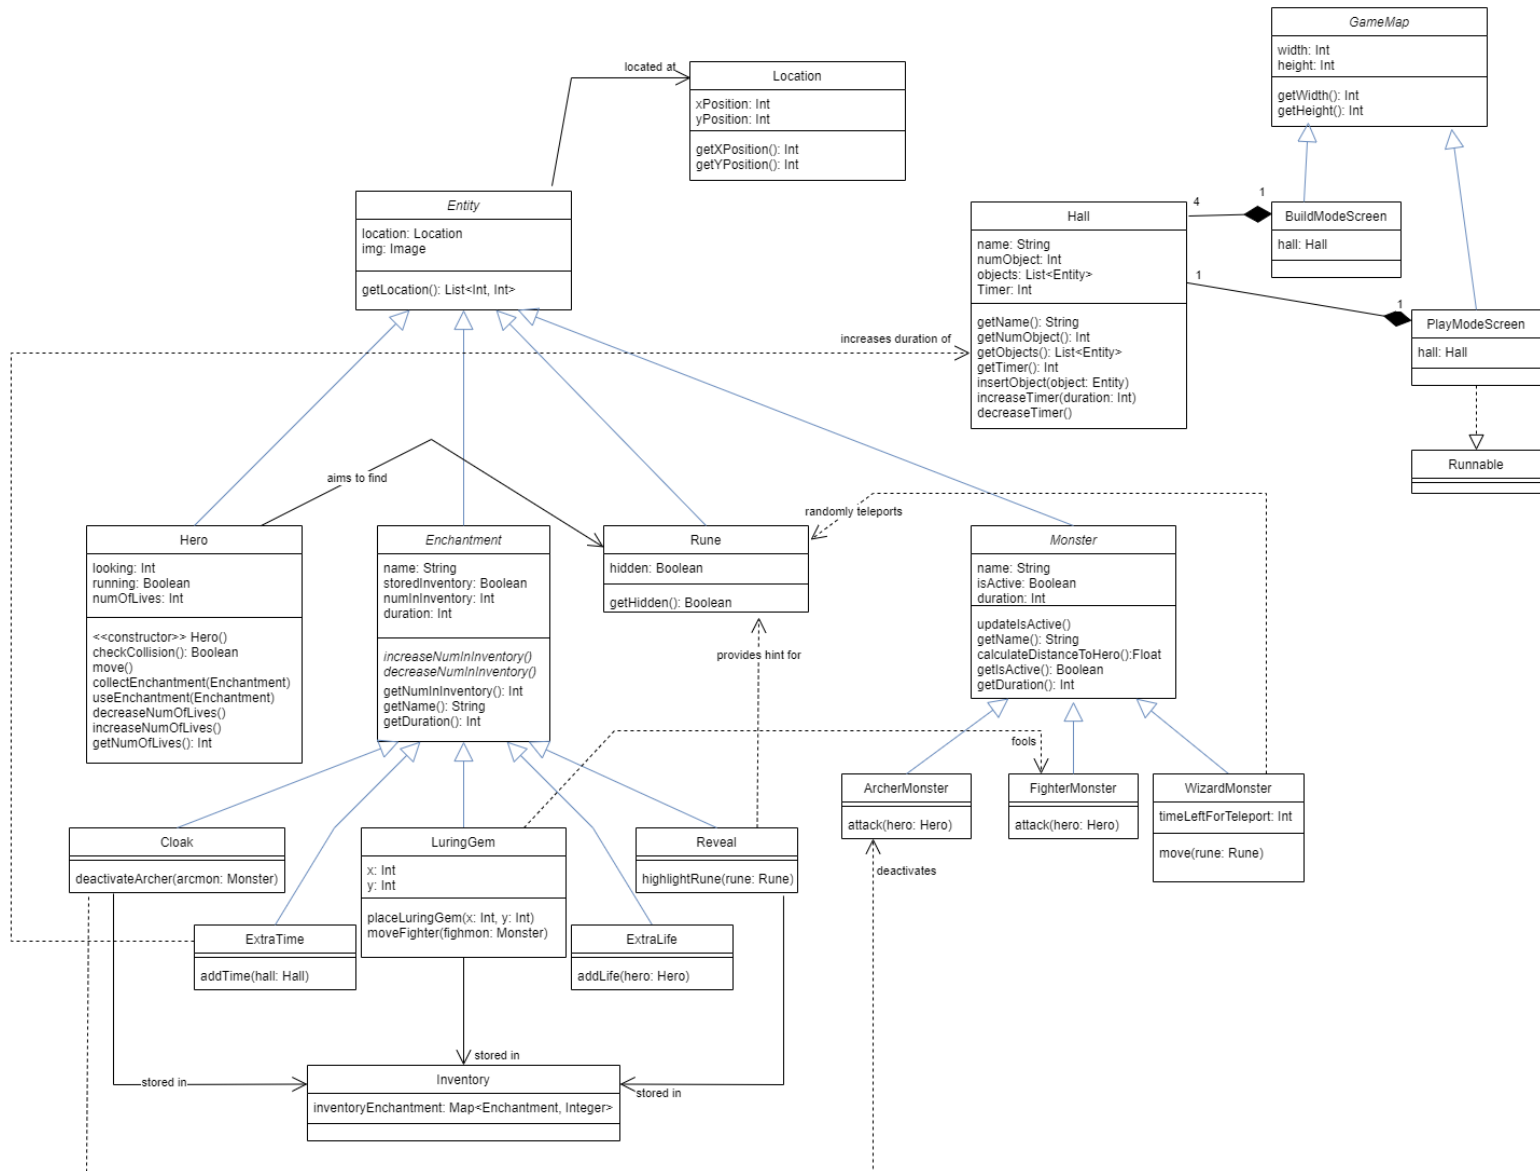 GameMap
width: Int
height: Int
getWidth(): Int
getHeight(): Int
located at
Location
xPosition: Int
yPosition: Int
getXPosition(): Int
getYPosition(): Int
Entity
location: Location
img: Image
getLocation(): List<Int, Int>
Hall
name: String
numObject: Int
objects: List<Entity>
Timer: Int
getName(): String
getNumObject(): Int
getObjects(): List<Entity>
getTimer(): Int
insertObject(object: Entity)
increaseTimer(duration: Int)
decreaseTimer()
4
1
BuildModeScreen
hall: Hall
1
1
PlayModeScreen
hall: Hall
Runnable
increases duration of
aims to find
randomly teleports
Hero
looking: Int
running: Boolean
numOfLives: Int
<<constructor>> Hero()
checkCollision(): Boolean
move()
collectEnchantment(Enchantment)
useEnchantment(Enchantment)
decreaseNumOfLives()
increaseNumOfLives()
getNumOfLives(): Int
Enchantment
name: String
storedInventory: Boolean
numInInventory: Int
duration: Int
increaseNumInInventory()
decreaseNumInInventory()
getNumInInventory(): Int
getName(): String
getDuration(): Int
Rune
hidden: Boolean
getHidden(): Boolean
provides hint for
Monster
name: String
isActive: Boolean
duration: Int
updateIsActive()
getName(): String
calculateDistanceToHero():Float
getIsActive(): Boolean
getDuration(): Int
fools
ArcherMonster
attack(hero: Hero)
FighterMonster
attack(hero: Hero)
WizardMonster
timeLeftForTeleport: Int
move(rune: Rune)
deactivates
Cloak
deactivateArcher(arcmon: Monster)
LuringGem
x: Int
y: Int
placeLuringGem(x: Int, y: Int)
moveFighter(fighmon: Monster)
Reveal
highlightRune(rune: Rune)
ExtraTime
addTime(hall: Hall)
ExtraLife
addLife(hero: Hero)
stored in
stored in
stored in
Inventory
inventoryEnchantment: Map<Enchantment, Integer>